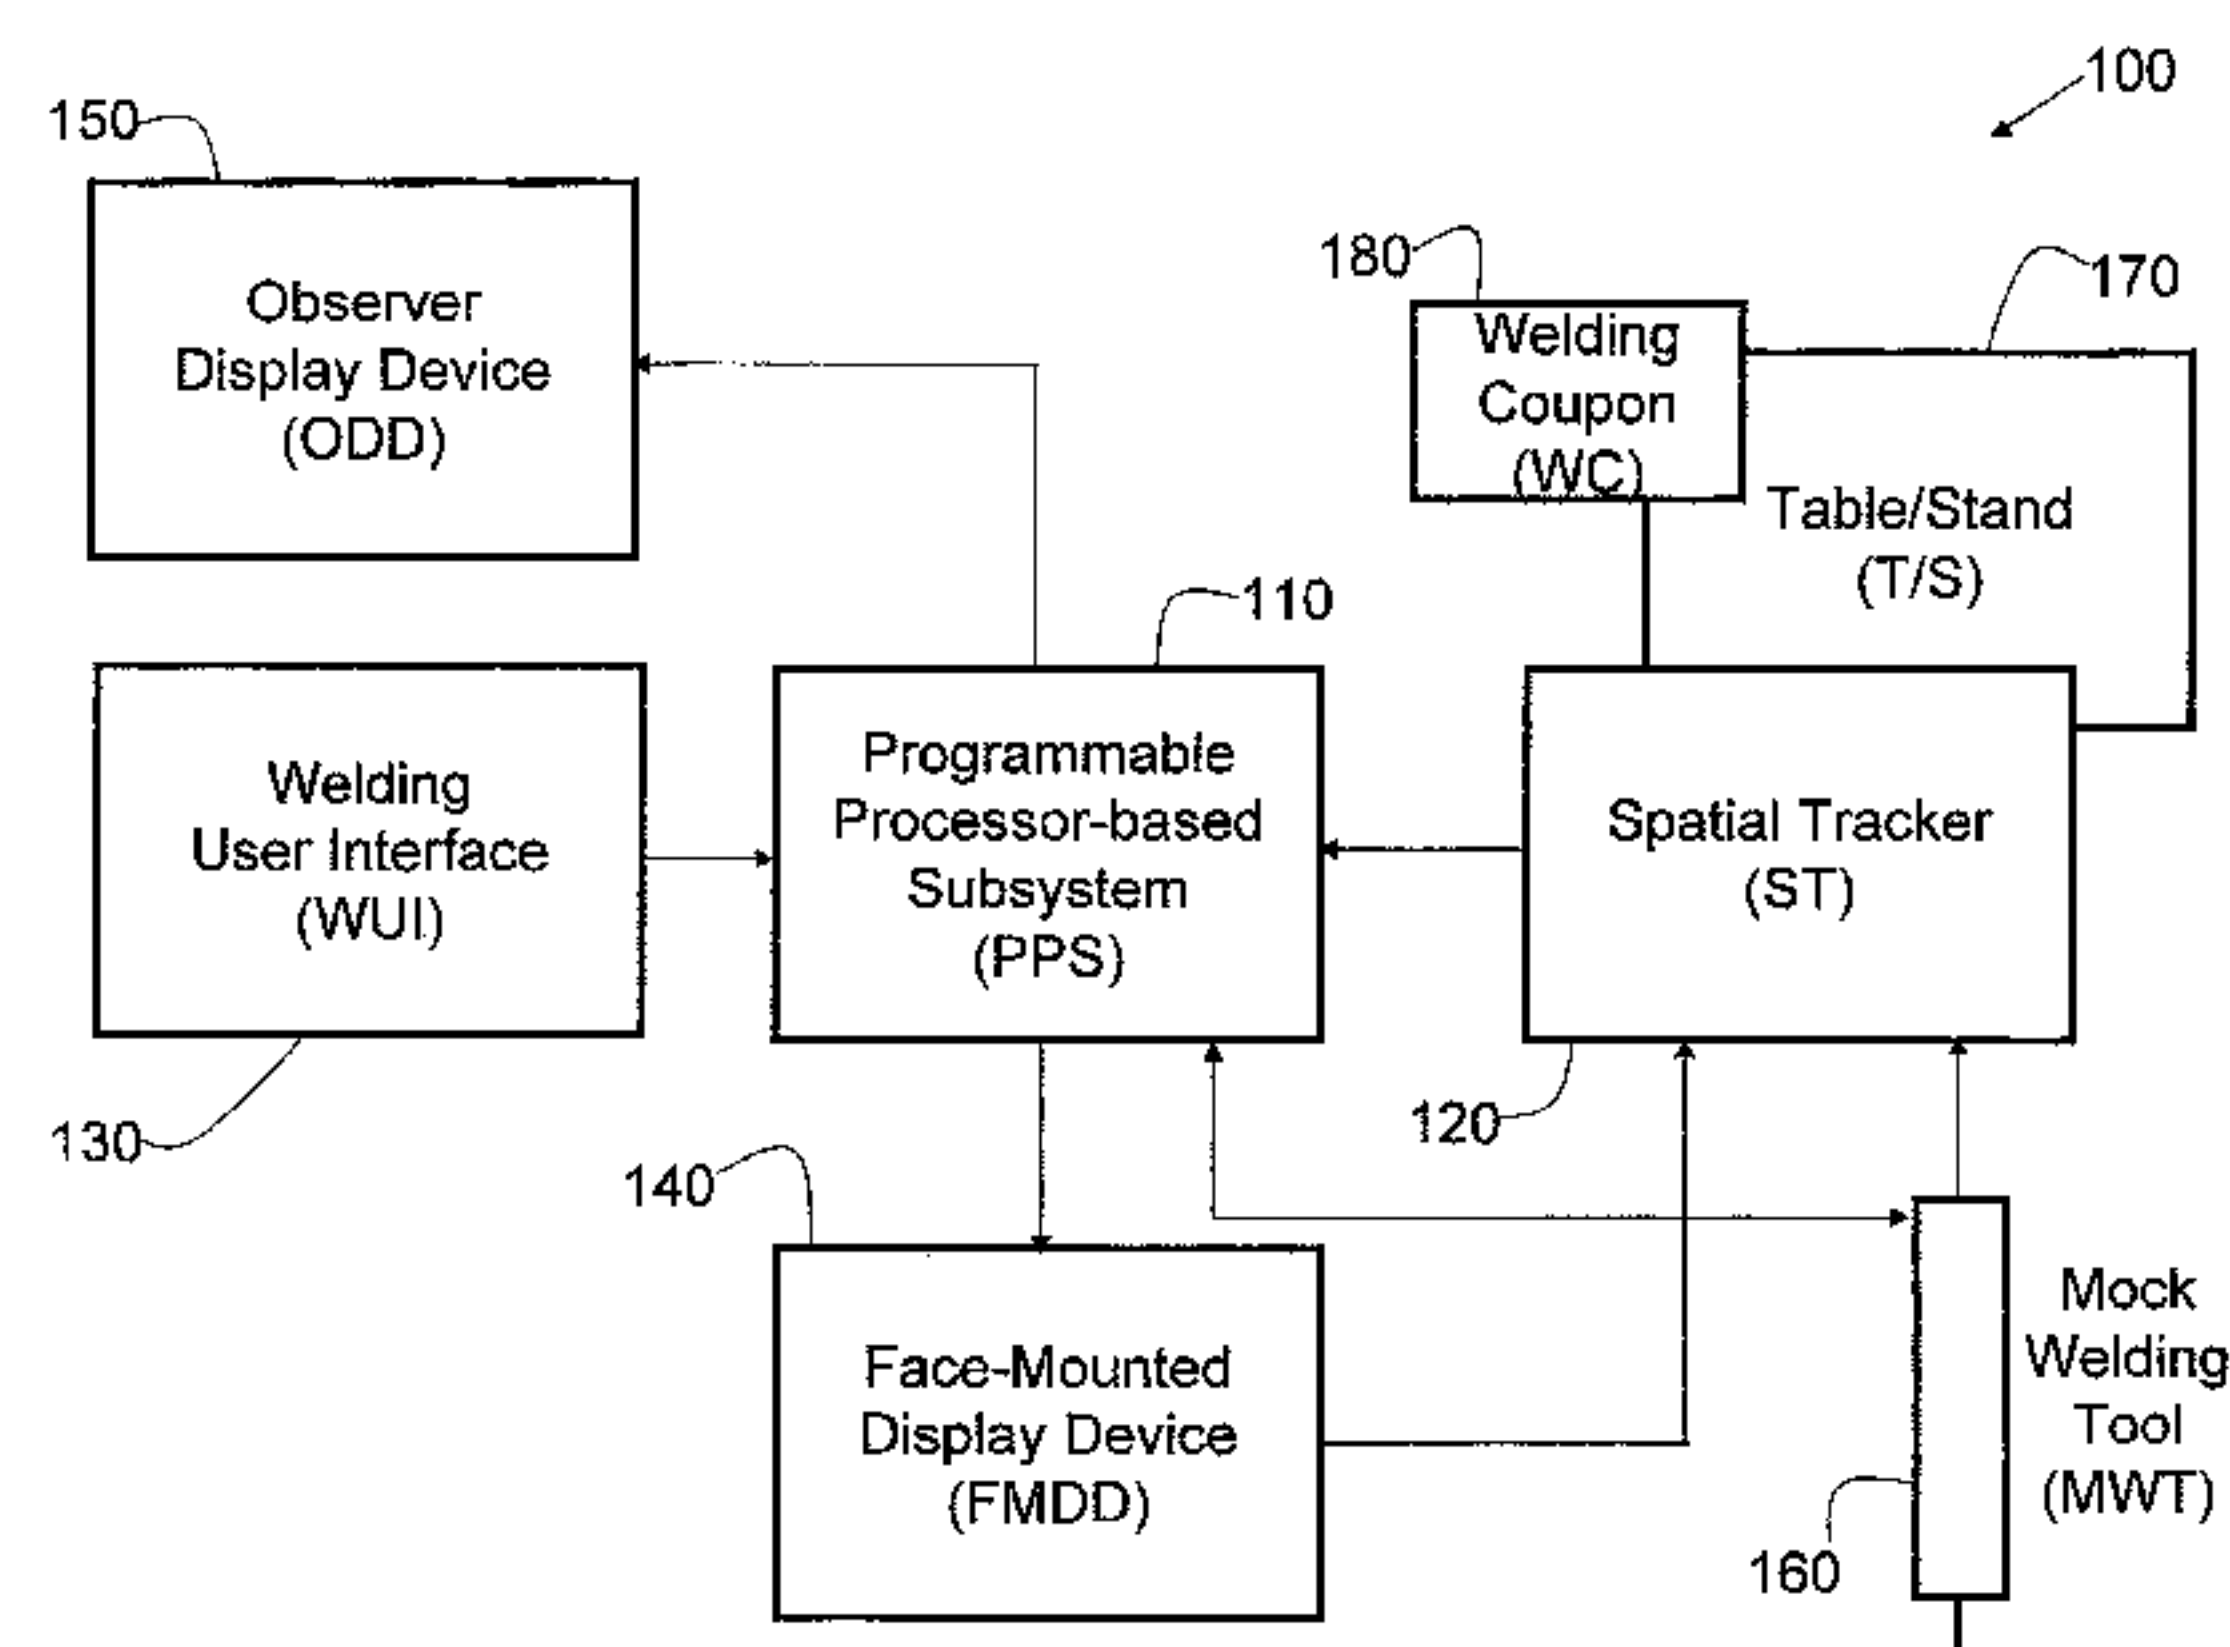 100
150
Observer
Display Device
(ODD)
180
Welding
Coupon
(WC)
170
Table/Stand
(T/S)
110
Welding
User Interface
(WUI)
130
Programmable
Processor-based
Subsystem
(PPS)
Spatial Tracker
(ST)
120
140
Face-Mounted
Display Device
(FMDD)
Mock
Welding
Tool
(MWT)
160